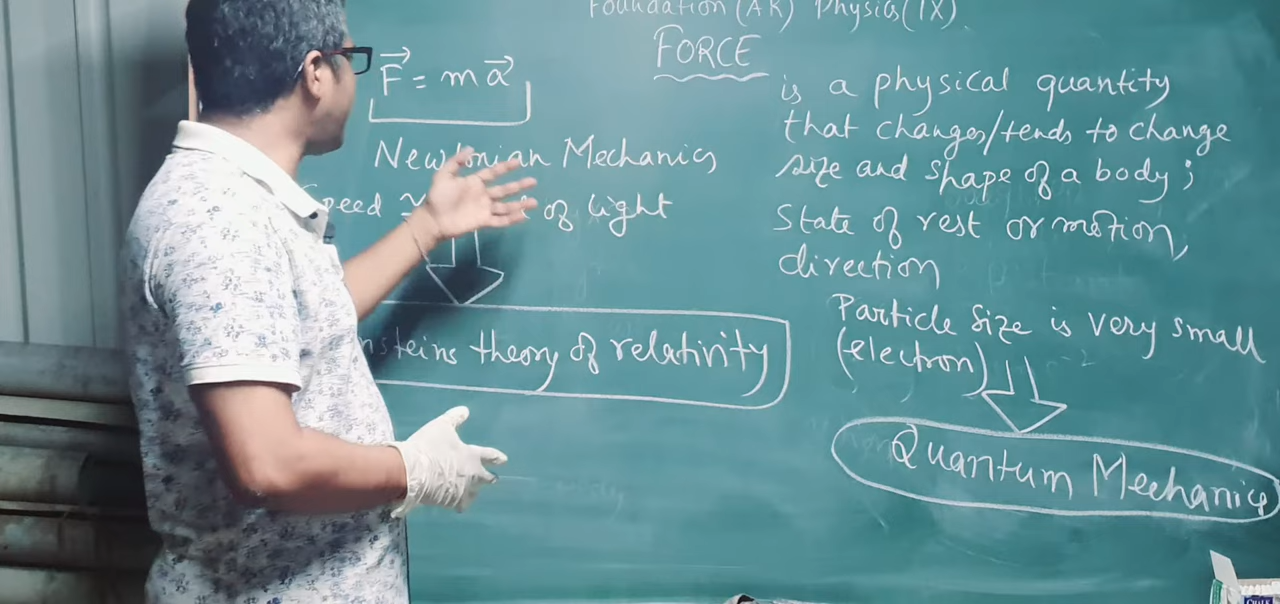 Foundation (AK) Physics (IX)
FORCE
F = ma
Newtonian Mechanics
Speed ≃ of light
nsteins theory of relativity
is a physical quantity
that changes/tends to change
size and shape of a body;
State of rest or motion,
direction
Particle size is very small
(electron)
Quantum Mechanics
CHALK